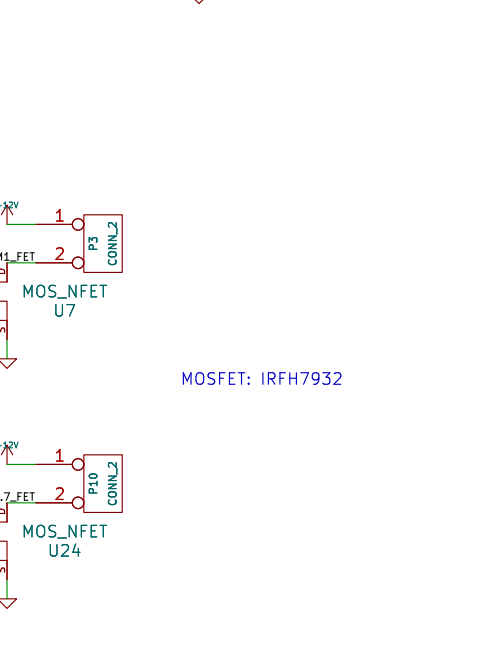 12V
1
P3
CONN_2
2
M1_FET
D
MOS_NFET
U7
S
MOSFET: IRFH7932
12V
1
P10
CONN_2
2
.7_FET
D
MOS_NFET
U24
S